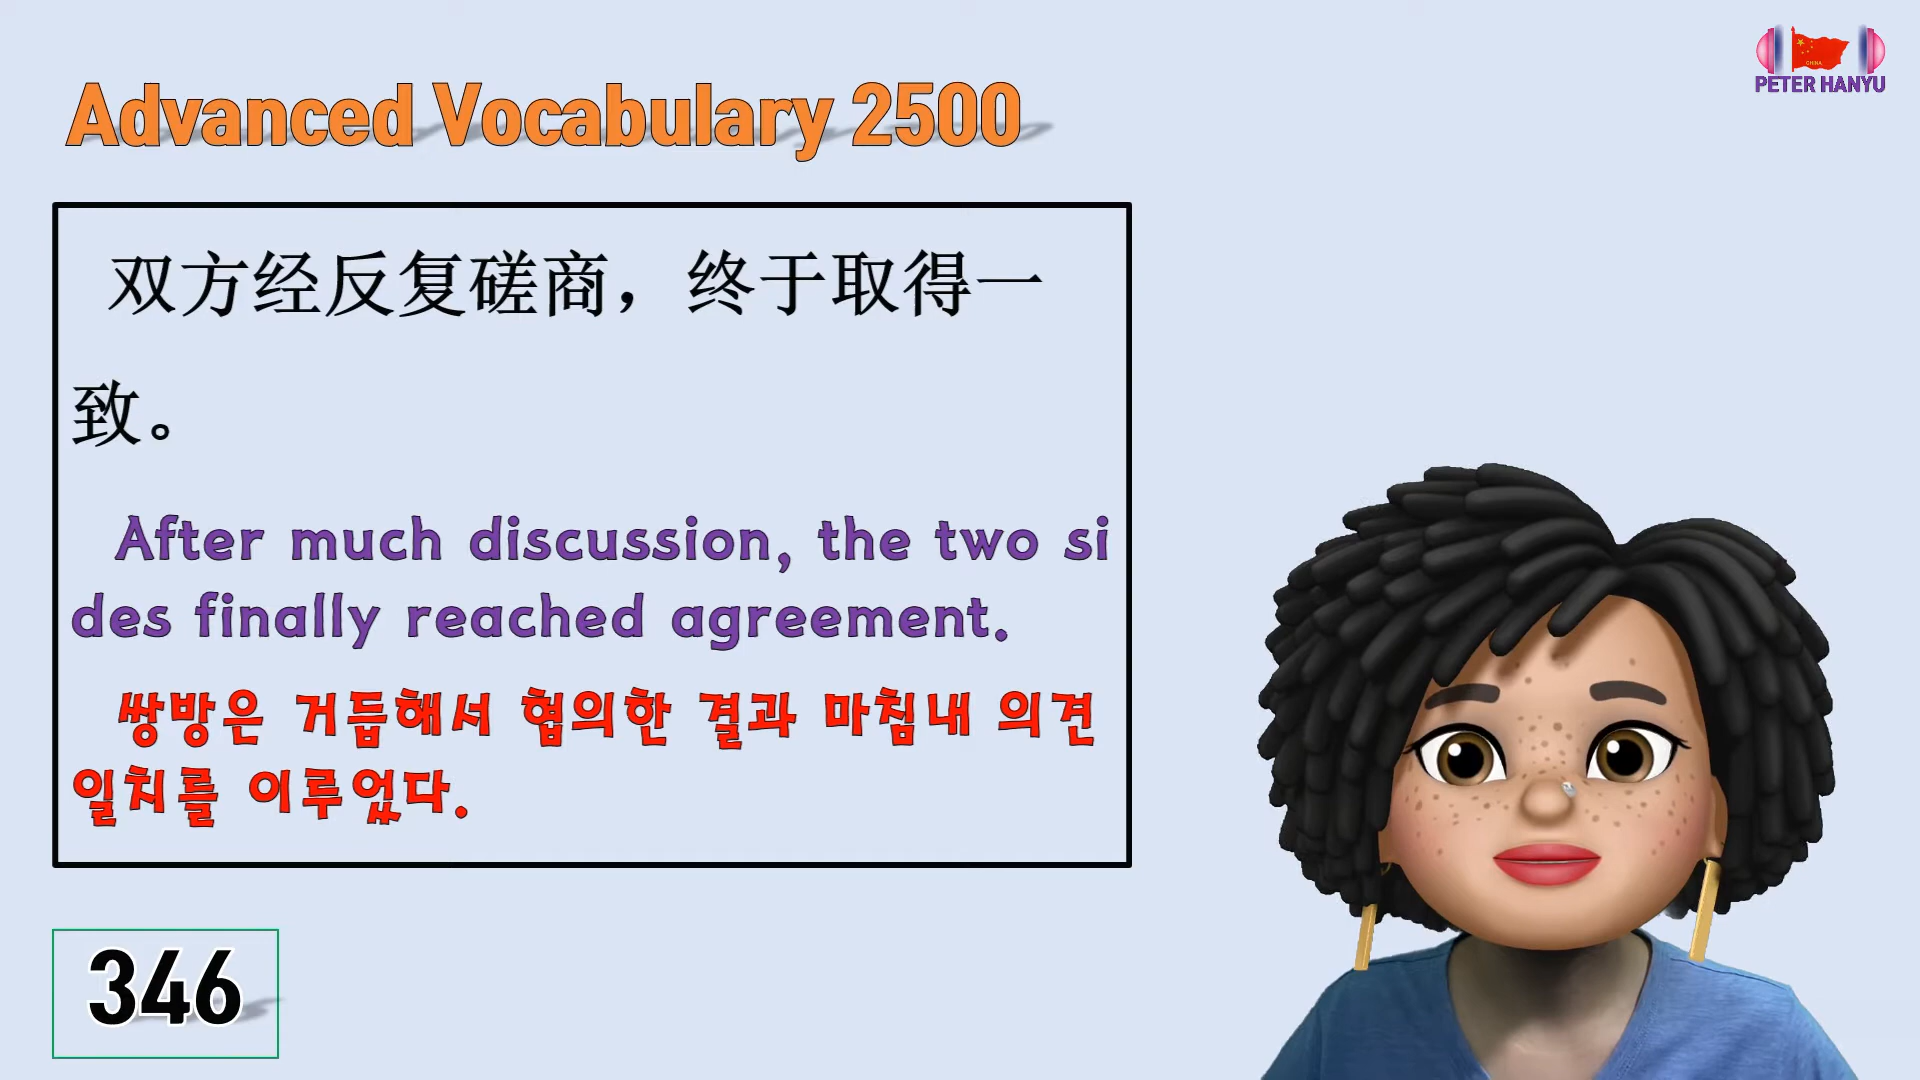 PETER HANYU
Advanced Vocabulary 2500
双方经反复磋商，终于取得一
致。
After much discussion, the two si
des finally reached agreement.
쌍방은 거듭해서 협의한 결과 마침내 의견
일치를 이루었다.
346